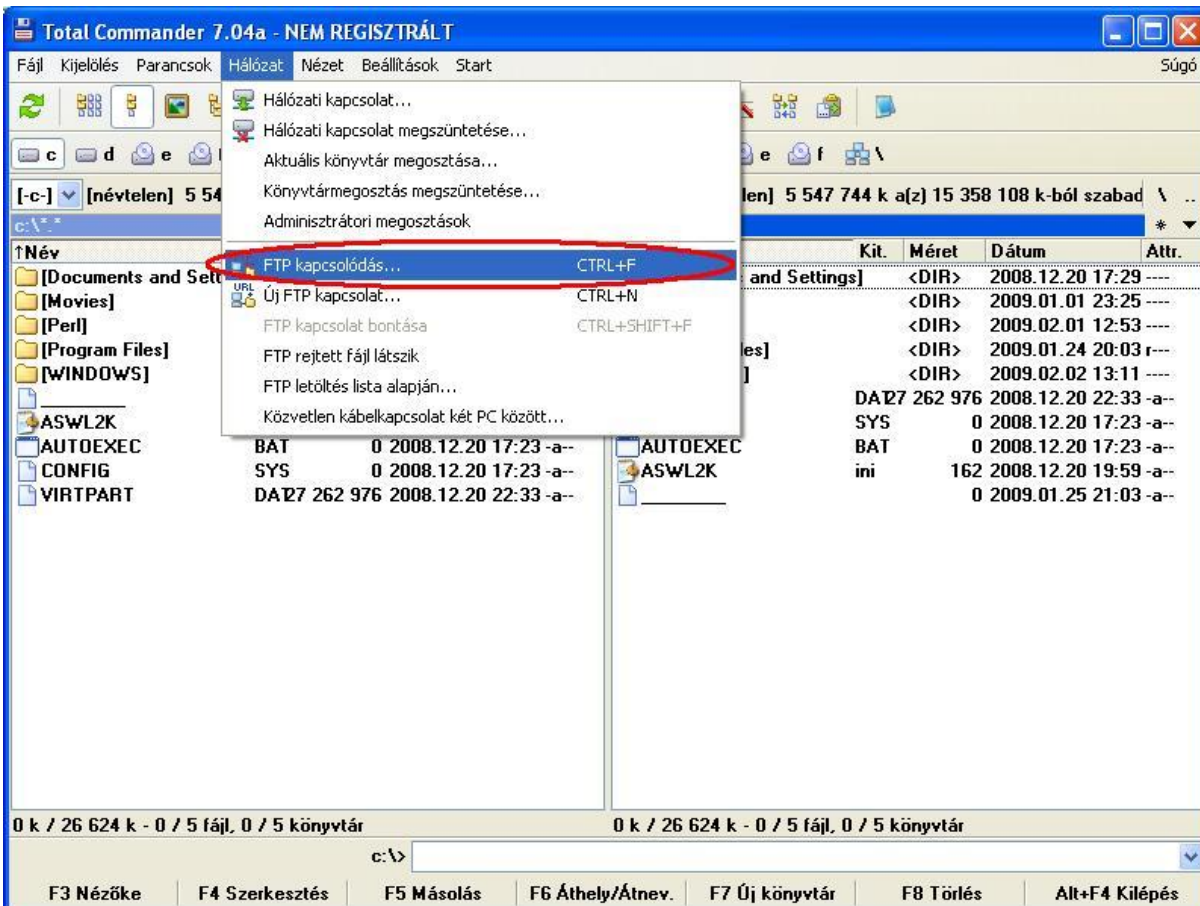 Total Commander 7.04a - NEM REGISZTRÁLT
Fájl Kijelölés Parancsok Hálózat Nézet Beállítások Start Súgó
Hálózati kapcsolat...
Hálózati kapcsolat megszüntetése...
Aktuális könyvtár megosztása...
Könyvtármegosztás megszüntetése...
Adminisztrátori megosztások
FTP kapcsolódás... CTRL+F
URL Új FTP kapcsolat... CTRL+N
FTP kapcsolat bontása CTRL+SHIFT+F
FTP rejtett fájl látszik
FTP letöltés lista alapján...
Közvetlen kábelkapcsolat két PC között...
c d e e f \
[-c-] [névtelen] 5 54 len] 5 547 744 k a(z) 15 358 108 k-ból szabad \ ..
c:\*.* * ▼
↑Név Kit. Méret Dátum Attr.
[Documents and Sett and Settings] <DIR> 2008.12.20 17:29 ----
[Movies] <DIR> 2009.01.01 23:25 ----
[Perl] <DIR> 2009.02.01 12:53 ----
[Program Files] les] <DIR> 2009.01.24 20:03 r---
[WINDOWS] ] <DIR> 2009.02.02 13:11 ----
________ DAT 27 262 976 2008.12.20 22:33 -a--
ASWL2K SYS 0 2008.12.20 17:23 -a--
AUTOEXEC BAT 0 2008.12.20 17:23 -a-- AUTOEXEC BAT 0 2008.12.20 17:23 -a--
CONFIG SYS 0 2008.12.20 17:23 -a-- ASWL2K ini 162 2008.12.20 19:59 -a--
VIRTPART DAT 27 262 976 2008.12.20 22:33 -a-- ________ 0 2009.01.25 21:03 -a--
0 k / 26 624 k - 0 / 5 fájl, 0 / 5 könyvtár 0 k / 26 624 k - 0 / 5 fájl, 0 / 5 könyvtár
c:\>
F3 Nézőke F4 Szerkesztés F5 Másolás F6 Áthely/Átnev. F7 Új könyvtár F8 Törlés Alt+F4 Kilépés